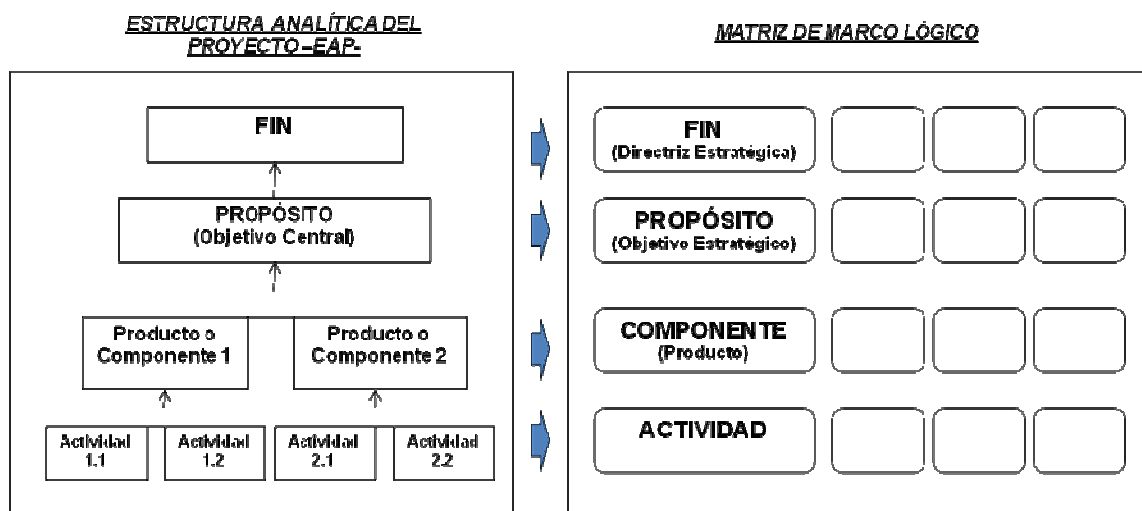 ESTRUCTURA ANALÍTICA DEL
PROYECTO –EAP-
FIN
PROPÓSITO
(Objetivo Central)
Producto o
Componente 1
Producto o
Componente 2
Actividad
1.1
Actividad
1.2
Actividad
2.1
Actividad
2.2
MATRIZ DE MARCO LÓGICO
FIN
(Directriz Estratégica)
PROPÓSITO
(Objetivo Estratégico)
COMPONENTE
(Producto)
ACTIVIDAD